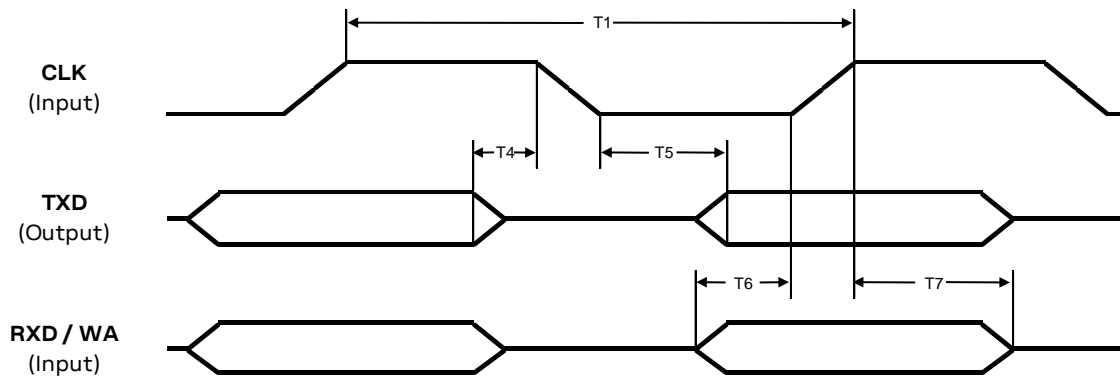 T1
CLK
(Input)
T4
T5
TXD
(Output)
T6
T7
RXD / WA
(Input)